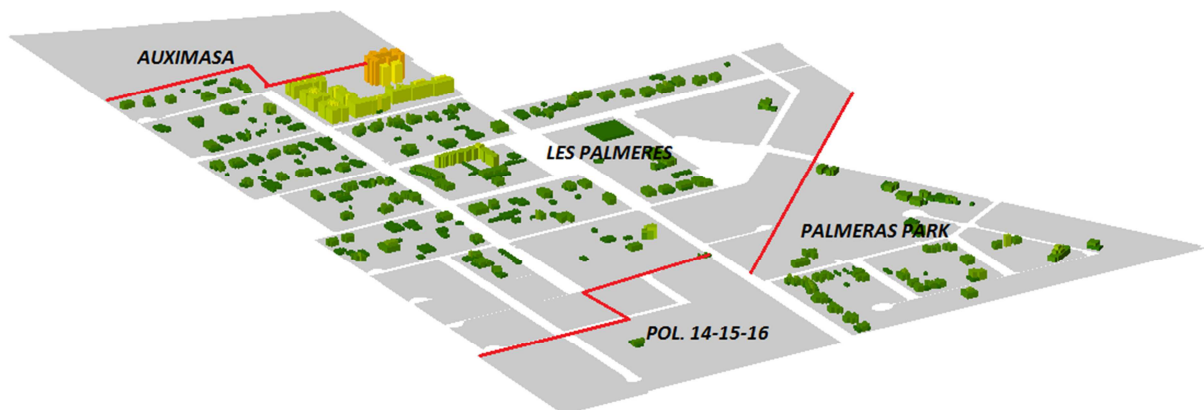 AUXIMASA
LES PALMERES
PALMERAS PARK
POL. 14-15-16